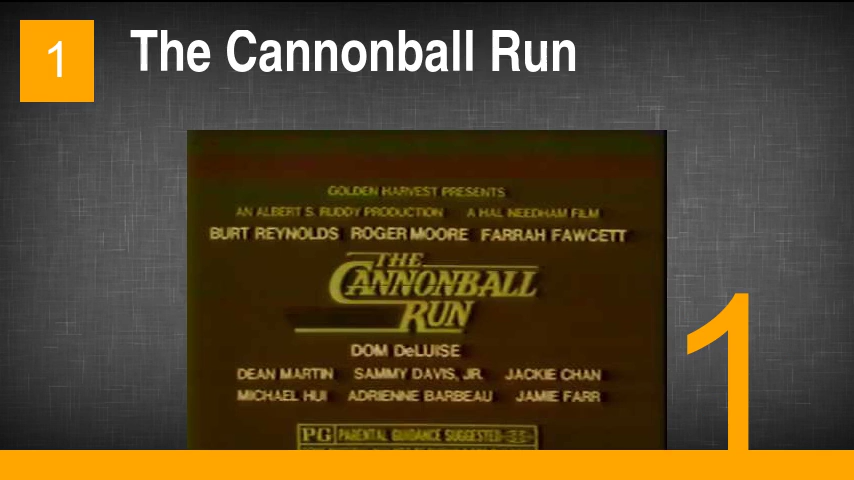 1
The Cannonball Run
GOLDEN HARVEST PRESENTS
AN ALBERT S. RUDDY PRODUCTION A HAL NEEDHAM FILM
BURT REYNOLDS ROGER MOORE FARRAH FAWCETT
THE
CANNONBALL
RUN
DOM DeLUISE
DEAN MARTIN SAMMY DAVIS, JR. JACKIE CHAN
MICHAEL HUI ADRIENNE BARBEAU JAMIE FARR
PG PARENTAL GUIDANCE SUGGESTED
1